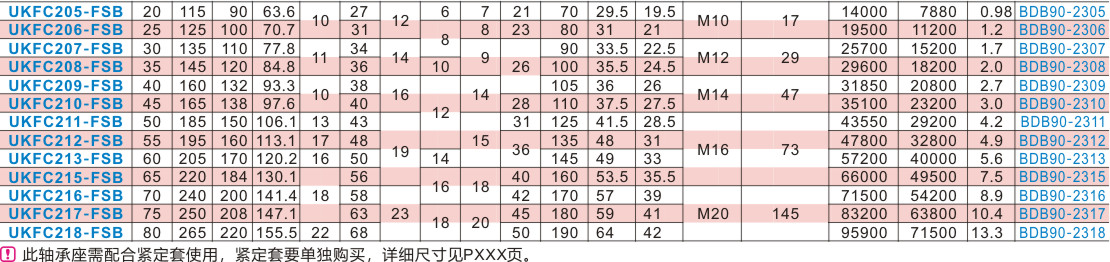 UKFC205-FSB 20 115 90 63.6 10 27 12 6 7 21 70 29.5 19.5 M10 17 14000 7880 0.98 BDB90-2305
UKFC206-FSB 25 125 100 70.7 31 8 8 23 80 31 21 19500 11200 1.2 BDB90-2306
UKFC207-FSB 30 135 110 77.8 11 34 14 9 90 33.5 22.5 M12 29 25700 15200 1.7 BDB90-2307
UKFC208-FSB 35 145 120 84.8 36 10 26 100 35.5 24.5 29600 18200 2.0 BDB90-2308
UKFC209-FSB 40 160 132 93.3 10 38 16 14 105 36 26 M14 47 31850 20800 2.7 BDB90-2309
UKFC210-FSB 45 165 138 97.6 40 12 28 110 37.5 27.5 35100 23200 3.0 BDB90-2310
UKFC211-FSB 50 185 150 106.1 13 43 31 125 41.5 28.5 43550 29200 4.2 BDB90-2311
UKFC212-FSB 55 195 160 113.1 17 48 19 15 36 135 48 31 M16 73 47800 32800 4.9 BDB90-2312
UKFC213-FSB 60 205 170 120.2 16 50 14 145 49 33 57200 40000 5.6 BDB90-2313
UKFC215-FSB 65 220 184 130.1 56 16 18 40 160 53.5 35.5 66000 49500 7.5 BDB90-2315
UKFC216-FSB 70 240 200 141.4 18 58 42 170 57 39 71500 54200 8.9 BDB90-2316
UKFC217-FSB 75 250 208 147.1 63 23 18 20 45 180 59 41 M20 145 83200 63800 10.4 BDB90-2317
UKFC218-FSB 80 265 220 155.5 22 68 50 190 64 42 95900 71500 13.3 BDB90-2318
! 此轴承座需配合紧定套使用，紧定套要单独购买，详细尺寸见PXXX页。